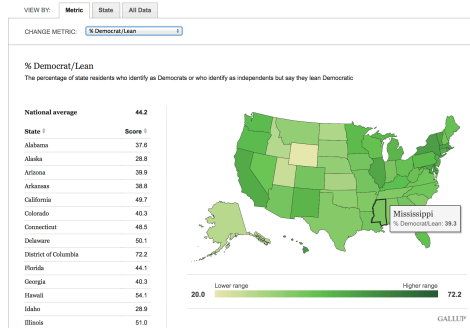 VIEW BY: Metric State All Data
CHANGE METRIC: % Democrat/Lean
% Democrat/Lean
The percentage of state residents who identify as Democrats or who identify as independents but say they lean Democratic
National average 44.2
State Score
Alabama 37.6
Alaska 28.8
Arizona 39.9
Arkansas 38.8
California 49.7
Colorado 40.3
Connecticut 48.5
Delaware 50.1
District of Columbia 72.2
Florida 44.1
Georgia 40.3
Hawaii 54.1
Idaho 28.9
Illinois 51.0
Mississippi
% Democrat/Lean: 39.3
Lower range Higher range
20.0 72.2
GALLUP